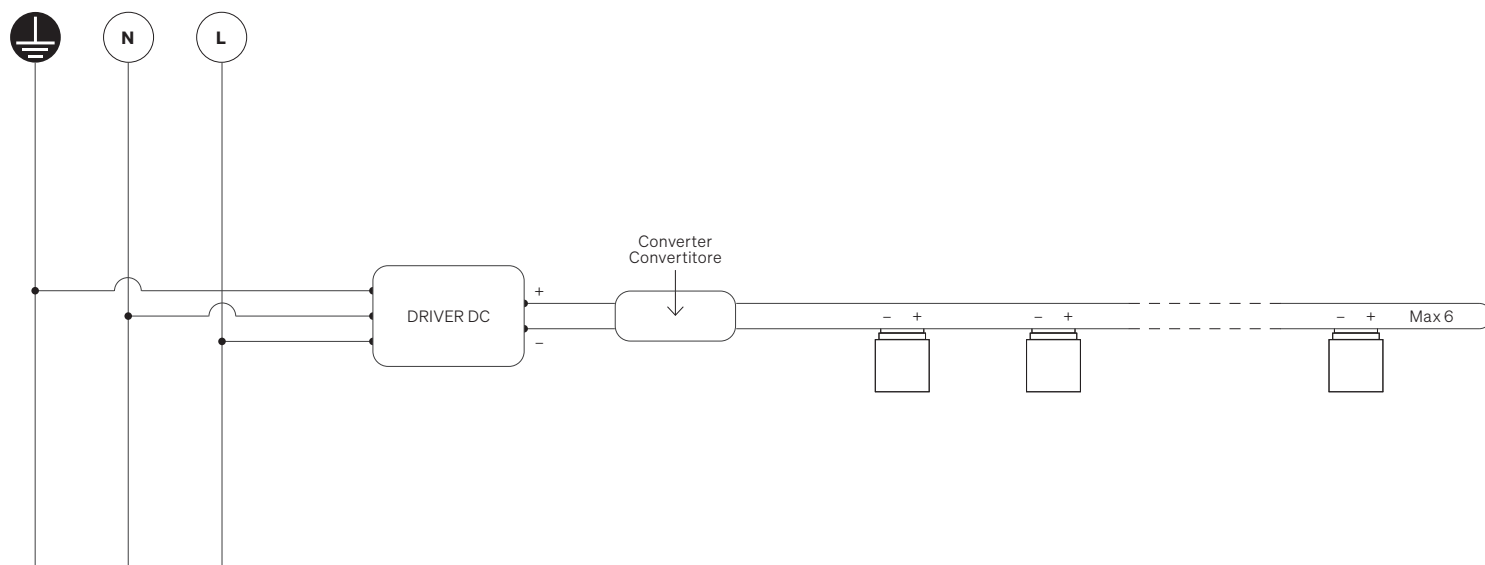 N
L
Converter
Convertitore
DRIVER DC
+
–
– +
– +
– +
Max 6